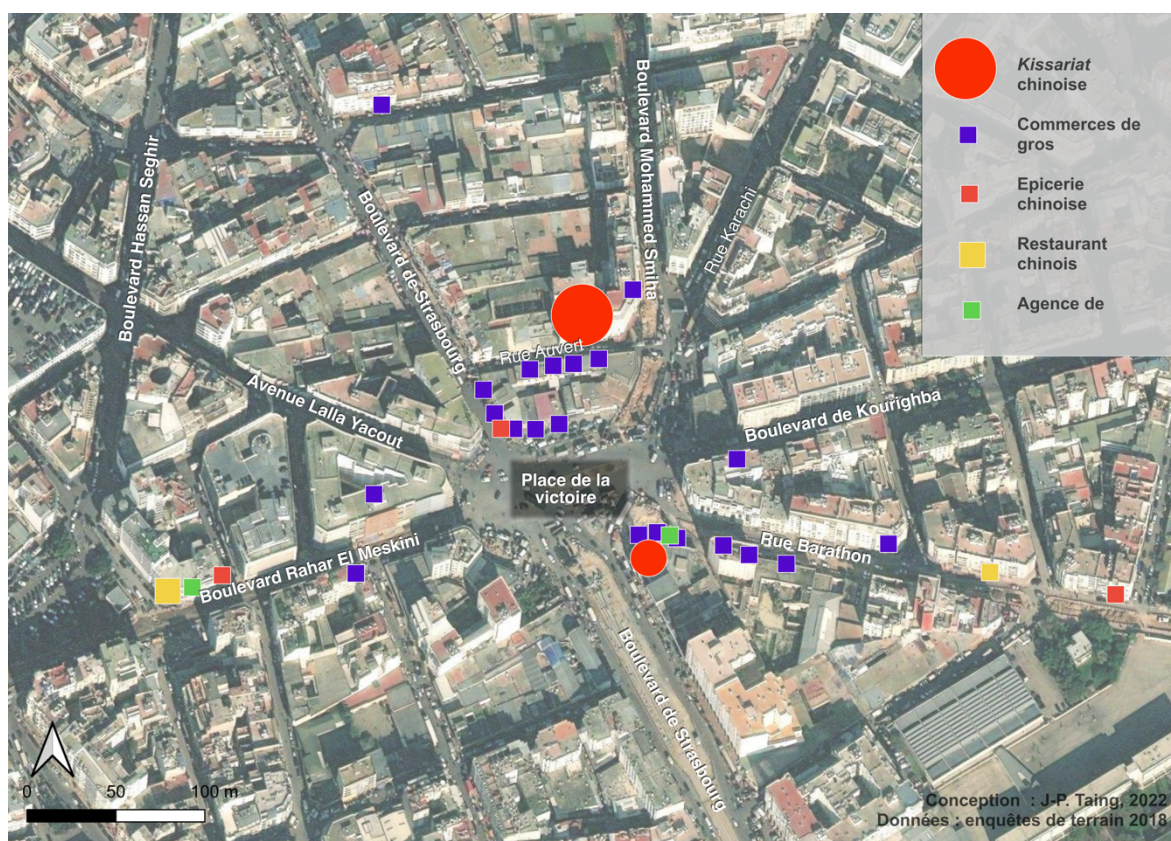 Kissariat
chinoise
Commerces de
gros
Epicerie
chinoise
Restaurant
chinois
Agence de
Boulevard Hassan Seghir
Boulevard de Strasbourg
Boulevard Mohammed Smiha
Rue Karachi
Rue Auvert
Avenue Lalla Yacout
Boulevard de Kourighba
Place de la
victoire
Rue Barathon
Boulevard Rahar El Meskini
Boulevard de Strasbourg
0 50 100 m
Conception : J-P. Taing, 2022
Données : enquêtes de terrain 2018